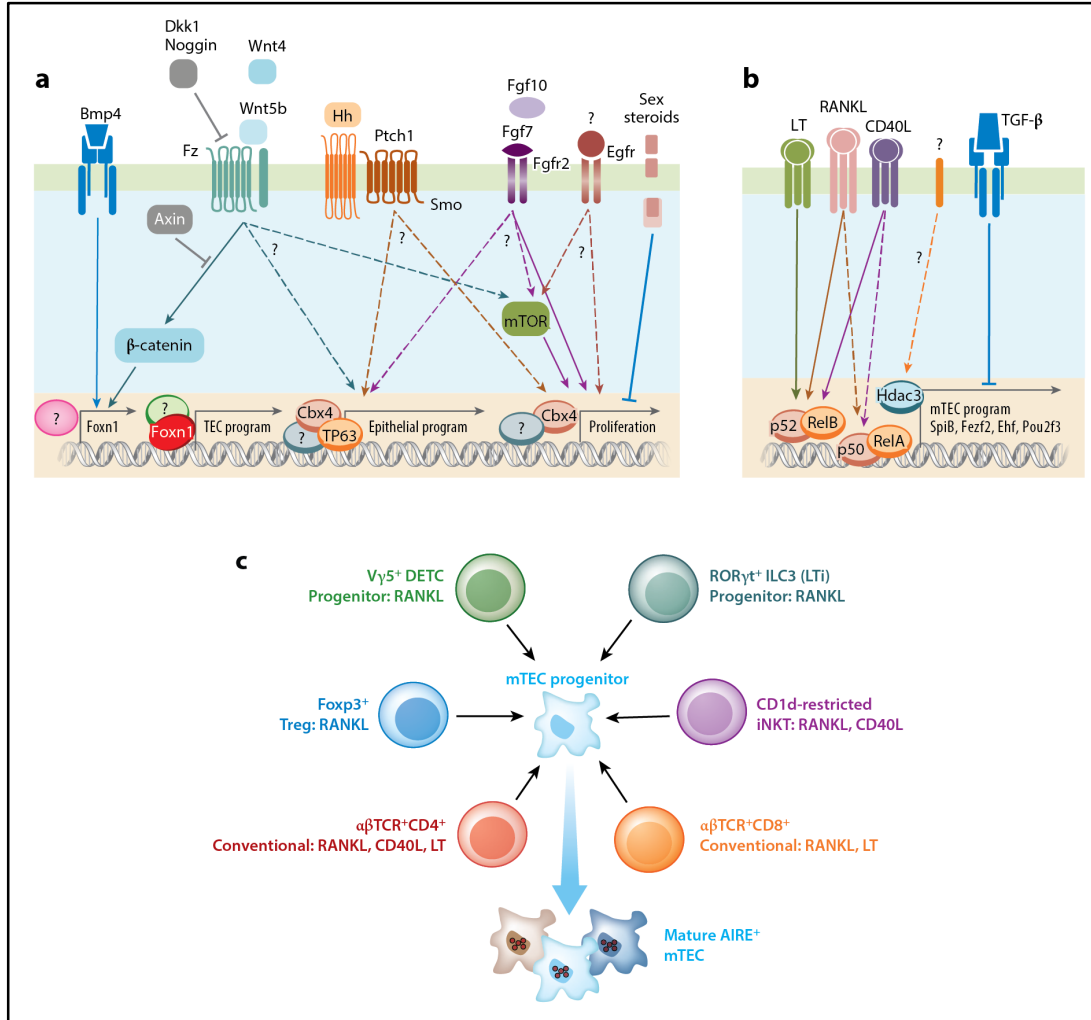 a
Dkk1
Noggin
Wnt4
Bmp4
Wnt5b
Fz
Hh
Ptch1
Smo
Fgf10
Fgf7
Fgfr2
?
Egfr
Sex
steroids
Axin
?
?
?
?
mTOR
β-catenin
?
Foxn1
?
Foxn1
TEC program
Cbx4
?
TP63
Epithelial program
?
Cbx4
Proliferation
b
LT
RANKL
CD40L
?
TGF-β
?
Hdac3
p52
RelB
p50
RelA
mTEC program
SpiB, Fezf2, Ehf, Pou2f3
c
Vγ5⁺ DETC
Progenitor: RANKL
RORγt⁺ ILC3 (LTi)
Progenitor: RANKL
mTEC progenitor
Foxp3⁺
Treg: RANKL
CD1d-restricted
iNKT: RANKL, CD40L
αβTCR⁺CD4⁺
Conventional: RANKL, CD40L, LT
αβTCR⁺CD8⁺
Conventional: RANKL, LT
Mature AIRE⁺
mTEC